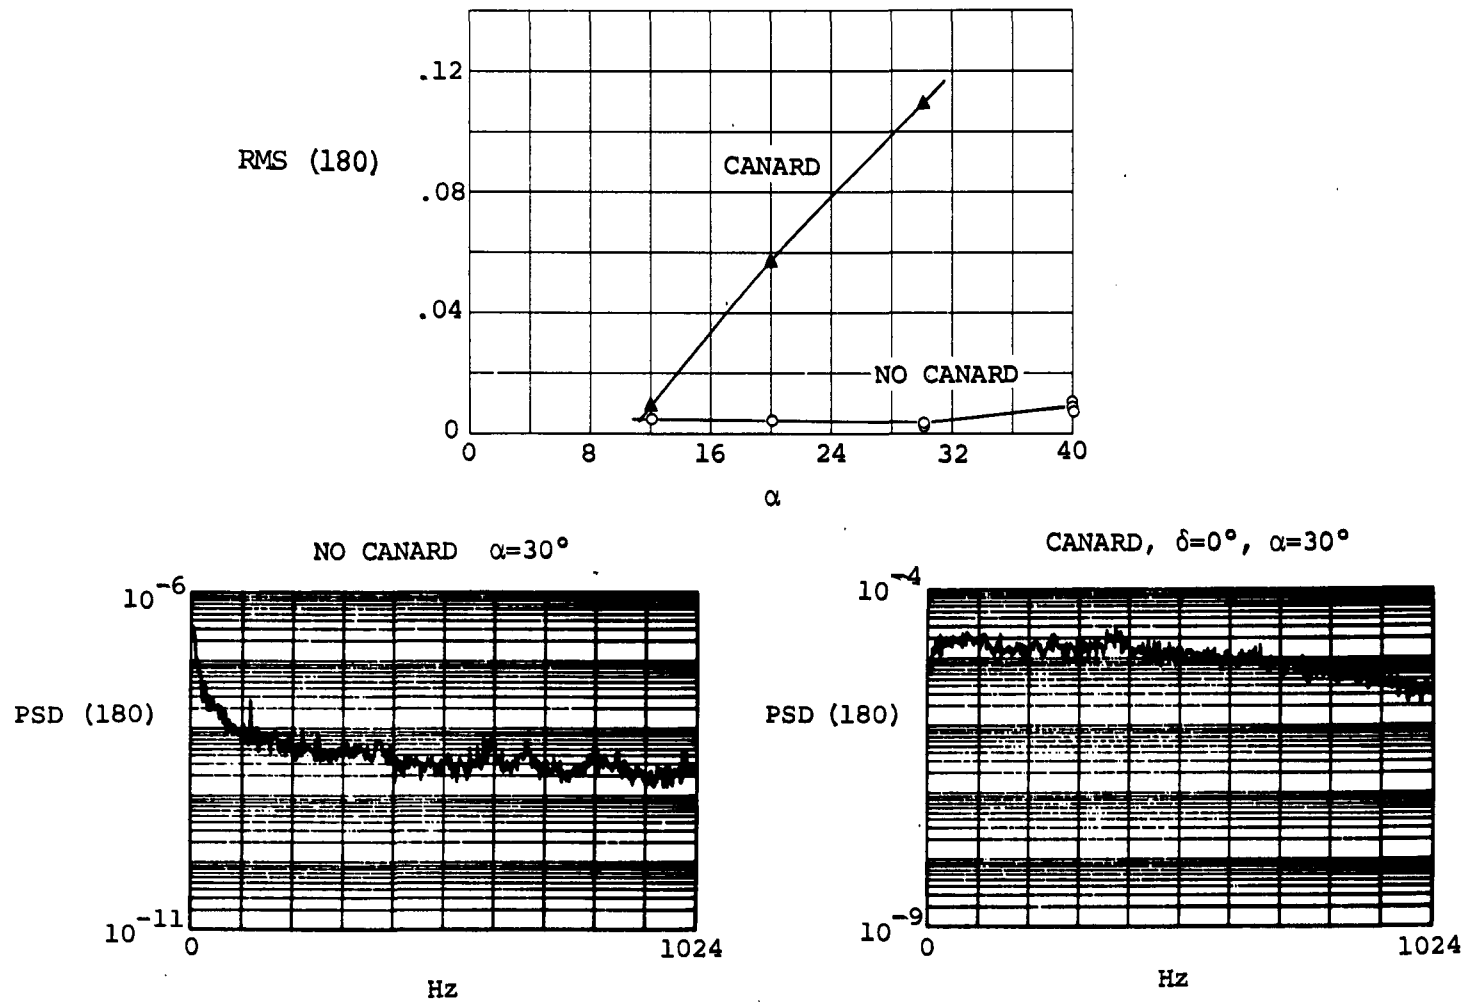 .12
RMS (180)
CANARD
.08
.04
NO CANARD
0
0 8 16 24 32 40
α
NO CANARD α=30°
10⁻⁶
PSD (180)
10⁻¹¹
0 1024
Hz
CANARD, δ=0°, α=30°
10⁻⁴
PSD (180)
10⁻⁹
0 1024
Hz